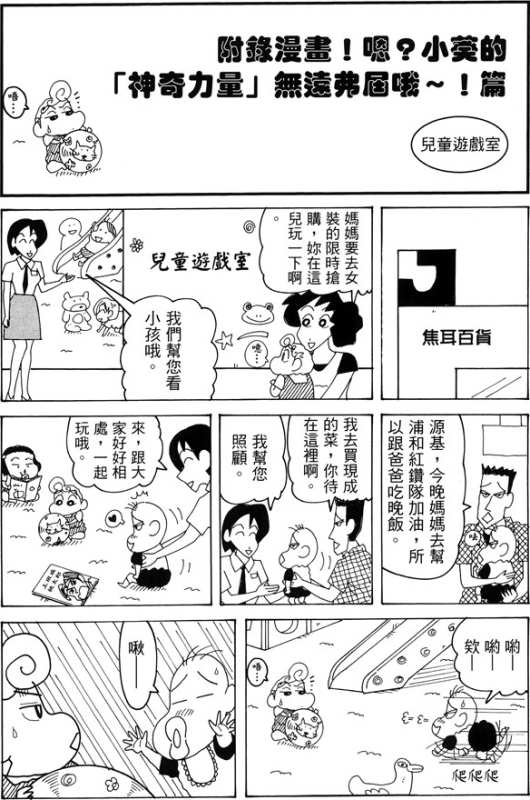 附錄漫畫！嗯？小葵的
「神奇力量」無遠弗屆哦～！篇
兒童遊戲室
唔…
焦耳百貨
媽媽要去女
裝的限時搶
購，妳在這
兒玩一下啊
。
唔…
兒童遊戲室
我們幫您看
小孩哦。
源基，今晚媽媽去幫
浦和紅鑽隊加油，所
以跟爸爸吃晚飯。
唔
我去買現成
的菜，你待
在這裡啊。
我幫您
照顧。
來，跟大
家好好相
處，一起
玩哦。
欸喲喲
爬爬爬
唔…
啾——